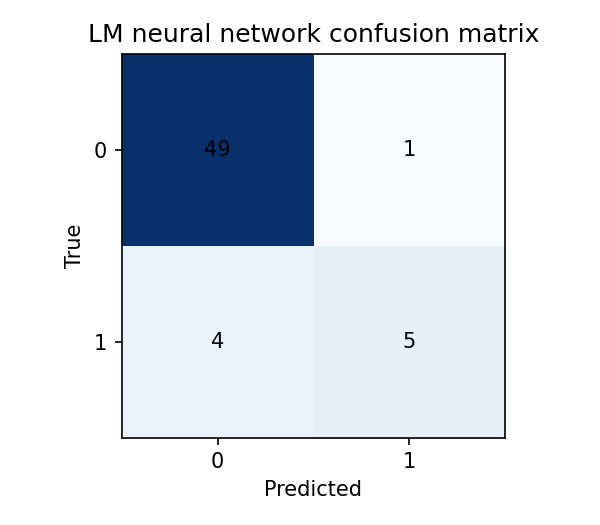 LM neural network confusion matrix
0 49 1
True
1 4 5
0 1
Predicted